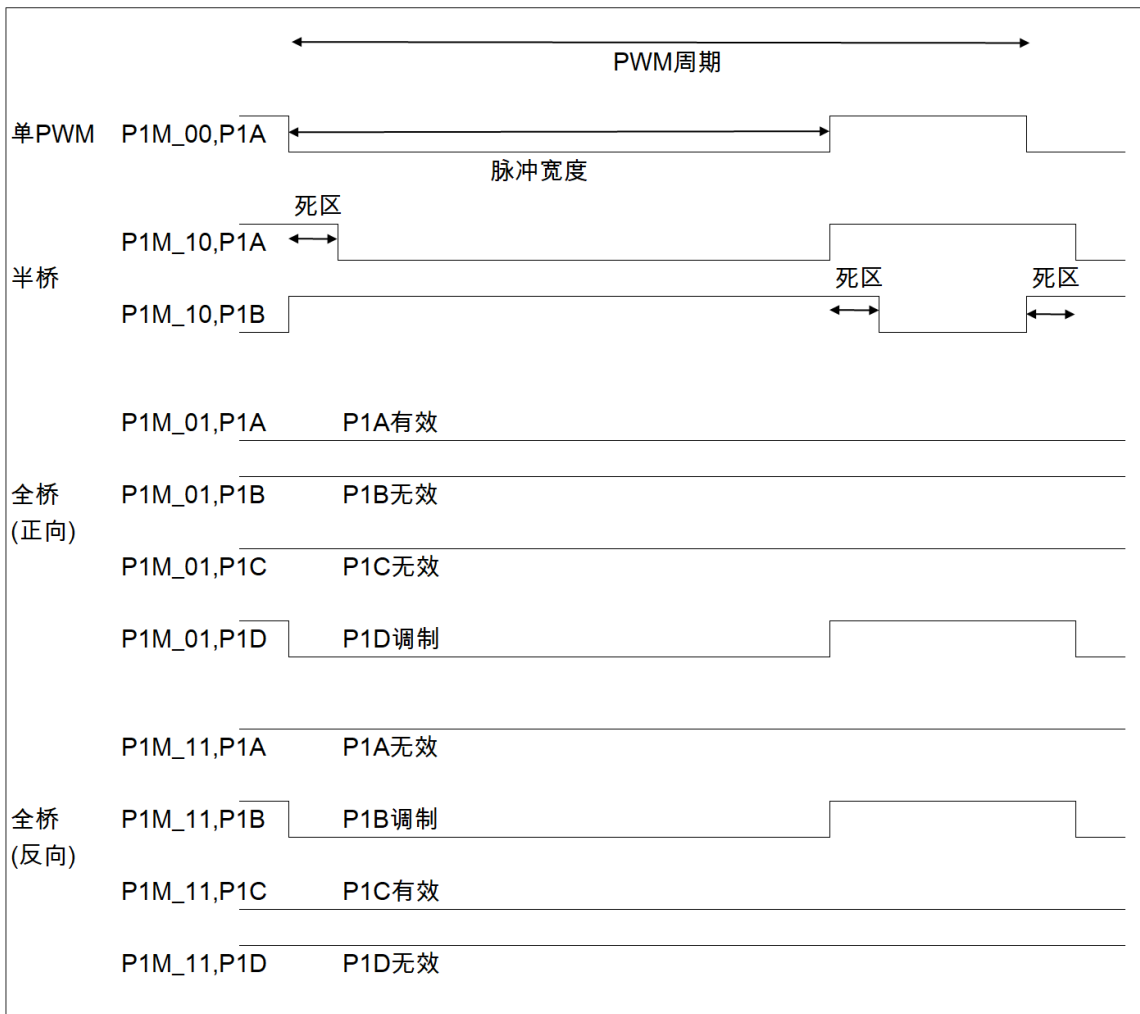 PWM周期
单PWM P1M_00,P1A
脉冲宽度
死区
P1M_10,P1A
半桥 死区 死区
P1M_10,P1B
P1M_01,P1A P1A有效
全桥 P1M_01,P1B P1B无效
(正向)
P1M_01,P1C P1C无效
P1M_01,P1D P1D调制
P1M_11,P1A P1A无效
全桥 P1M_11,P1B P1B调制
(反向)
P1M_11,P1C P1C有效
P1M_11,P1D P1D无效